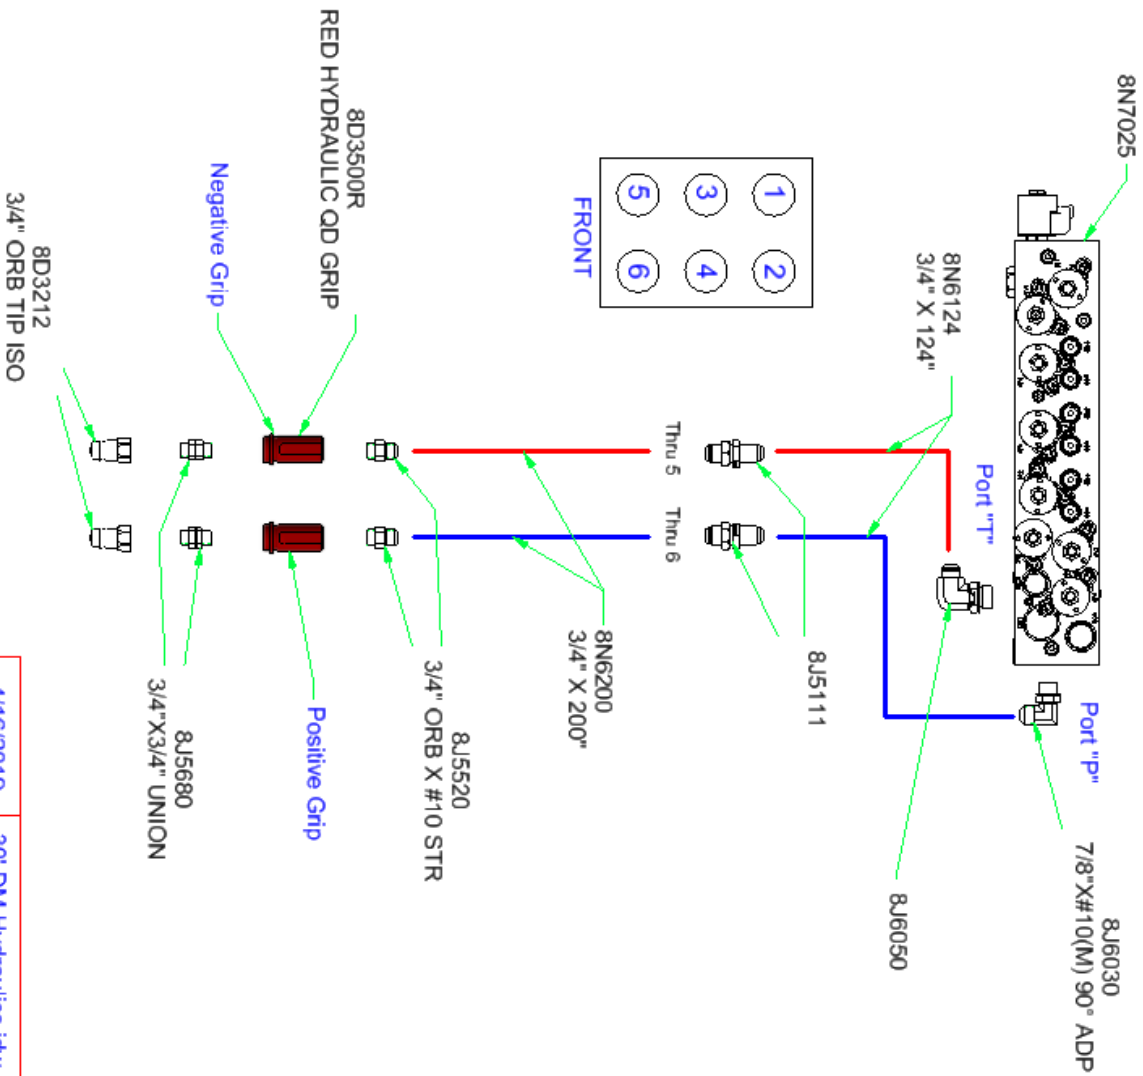 8N7025
8J6030
7/8"X#10(M) 90° ADP
Port "P"
Port "T"
8J6050
8N6124
3/4" X 124"
1
2
3
4
5
6
FRONT
8J5111
Thru 5
Thru 6
8N6200
3/4" X 200"
8J5520
3/4" ORB X #10 STR
8D3500R
RED HYDRAULIC QD GRIP
Negative Grip
Positive Grip
8J5680
3/4"X3/4" UNION
8D3212
3/4" ORB TIP ISO